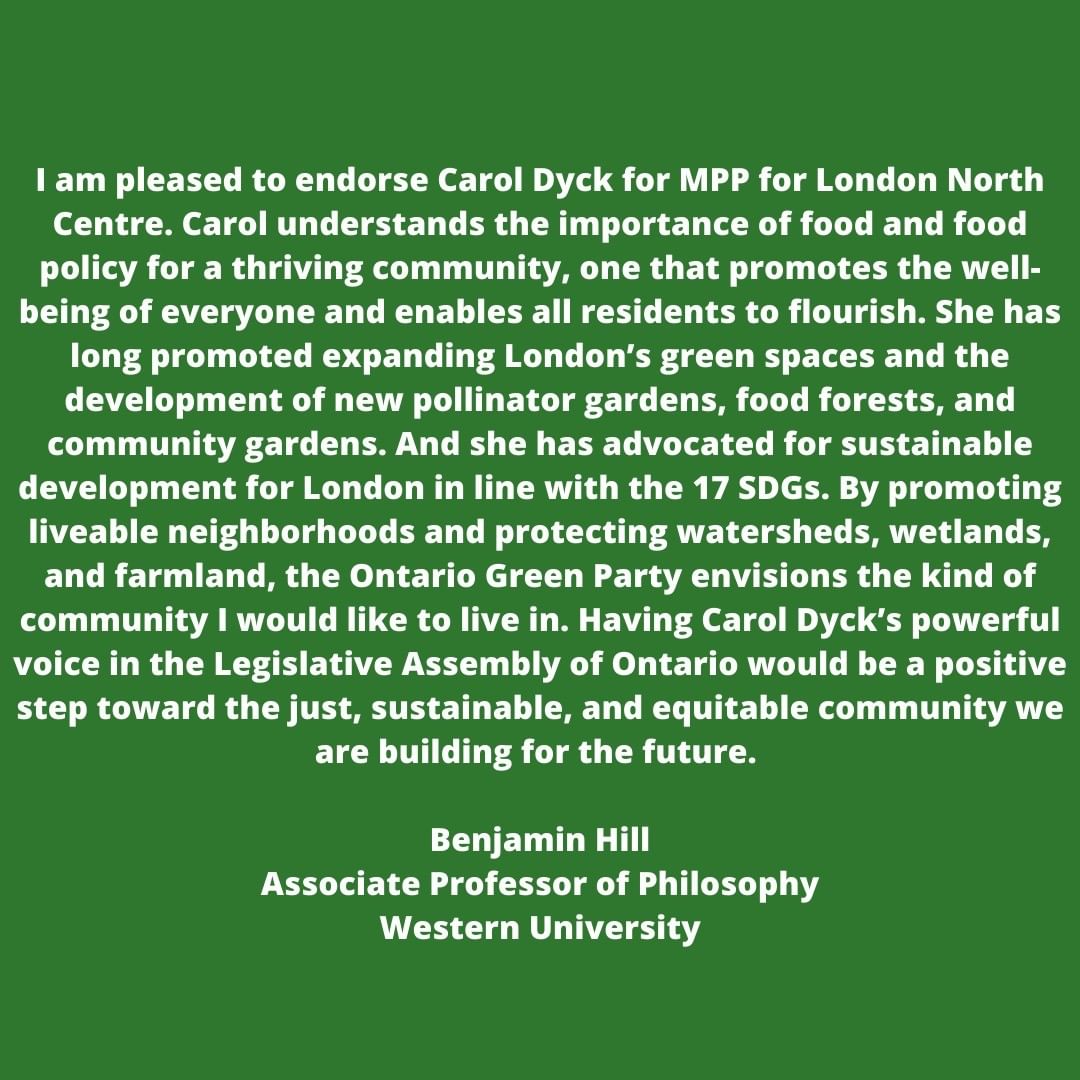 I am pleased to endorse Carol Dyck for MPP for London North
Centre. Carol understands the importance of food and food
policy for a thriving community, one that promotes the well-
being of everyone and enables all residents to flourish. She has
long promoted expanding London’s green spaces and the
development of new pollinator gardens, food forests, and
community gardens. And she has advocated for sustainable
development for London in line with the 17 SDGs. By promoting
liveable neighborhoods and protecting watersheds, wetlands,
and farmland, the Ontario Green Party envisions the kind of
community I would like to live in. Having Carol Dyck’s powerful
voice in the Legislative Assembly of Ontario would be a positive
step toward the just, sustainable, and equitable community we
are building for the future.
Benjamin Hill
Associate Professor of Philosophy
Western University